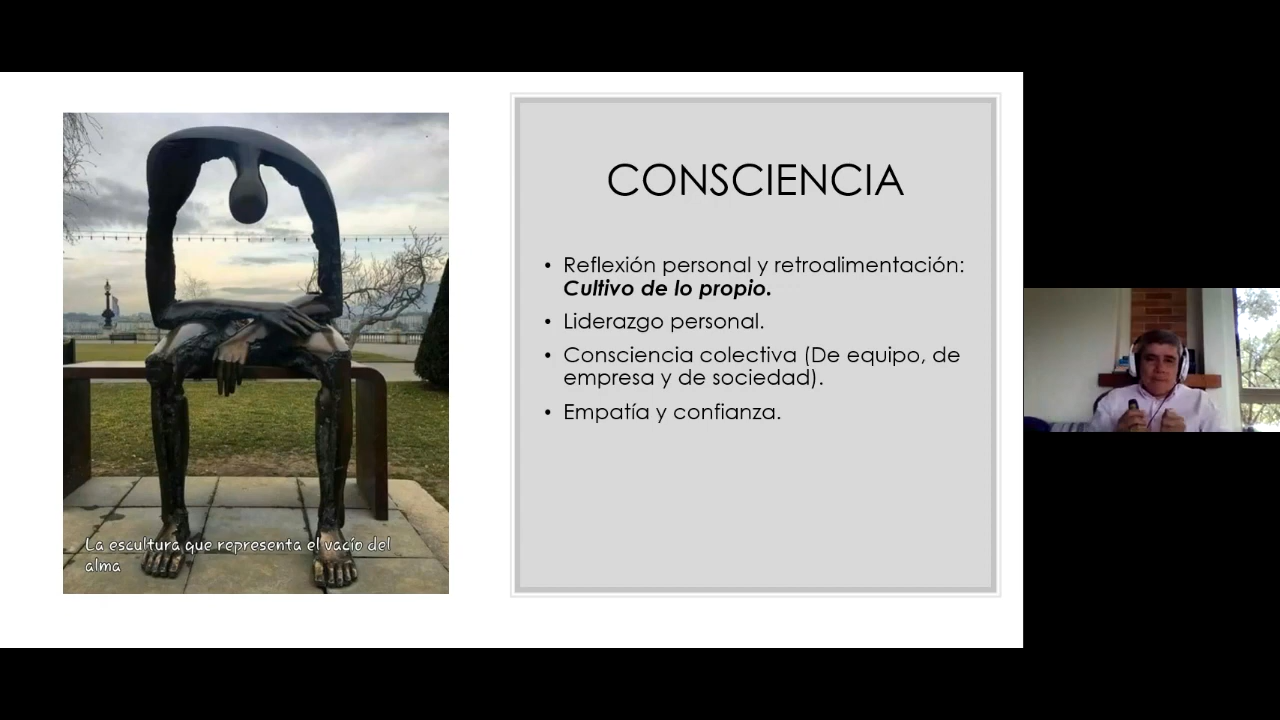 CONSCIENCIA
• Reflexión personal y retroalimentación:
Cultivo de lo propio.
• Liderazgo personal.
• Consciencia colectiva (De equipo, de
empresa y de sociedad).
• Empatía y confianza.
La escultura que representa el vacío del
alma